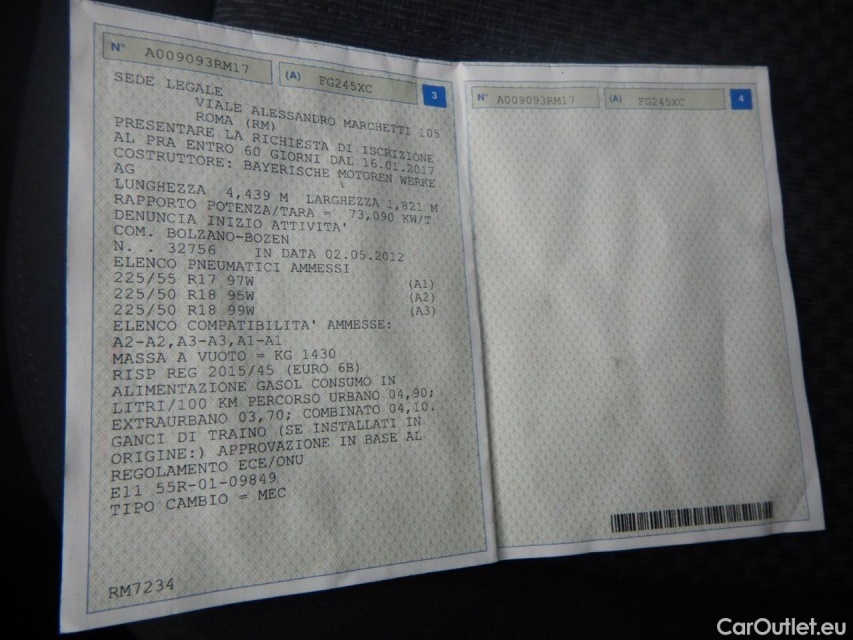 N° A009093RM17 (A) FG245XC 3
SEDE LEGALE
VIALE ALESSANDRO MARCHETTI 105
ROMA (RM)
PRESENTARE LA RICHIESTA DI ISCRIZIONE
AL PRA ENTRO 60 GIORNI DAL 16.01.2017
COSTRUTTORE: BAYERISCHE MOTOREN WERKE
AG
LUNGHEZZA 4,439 M LARGHEZZA 1,821 M
RAPPORTO POTENZA/TARA = 73,090 KW/T
DENUNCIA INIZIO ATTIVITA'
COM. BOLZANO-BOZEN
N. . 32756 IN DATA 02.05.2012
ELENCO PNEUMATICI AMMESSI
225/55 R17 97W (A1)
225/50 R18 95W (A2)
225/50 R18 99W (A3)
ELENCO COMPATIBILITA' AMMESSE:
A2-A2,A3-A3,A1-A1
MASSA A VUOTO = KG 1430
RISP REG 2015/45 (EURO 6B)
ALIMENTAZIONE GASOL CONSUMO IN
LITRI/100 KM PERCORSO URBANO 04,90;
EXTRAURBANO 03,70; COMBINATO 04,10.
GANCI DI TRAINO (SE INSTALLATI IN
ORIGINE:) APPROVAZIONE IN BASE AL
REGOLAMENTO ECE/ONU
E11 55R-01-09849
TIPO CAMBIO = MEC
RM7234
N° A009093RM17 (A) FG245XC 4
CarOutlet.eu